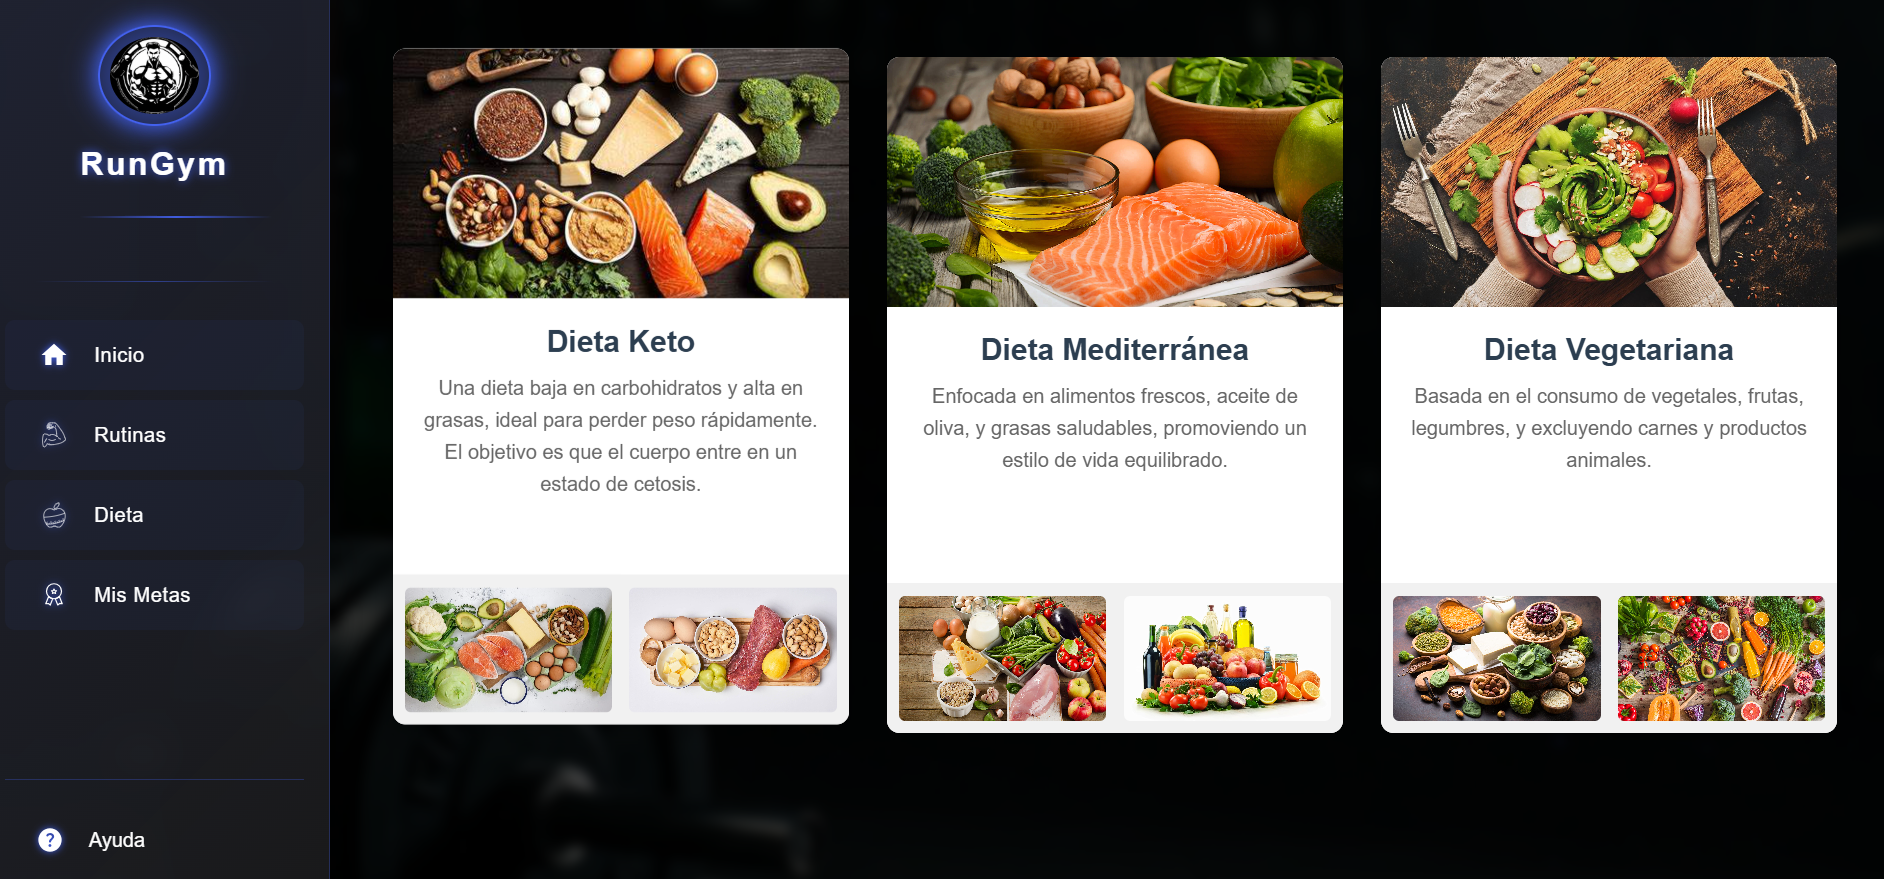 RunGym
Inicio
Rutinas
Dieta
Mis Metas
Ayuda
Dieta Keto
Una dieta baja en carbohidratos y alta en
grasas, ideal para perder peso rápidamente.
El objetivo es que el cuerpo entre en un
estado de cetosis.
Dieta Mediterránea
Enfocada en alimentos frescos, aceite de
oliva, y grasas saludables, promoviendo un
estilo de vida equilibrado.
Dieta Vegetariana
Basada en el consumo de vegetales, frutas,
legumbres, y excluyendo carnes y productos
animales.